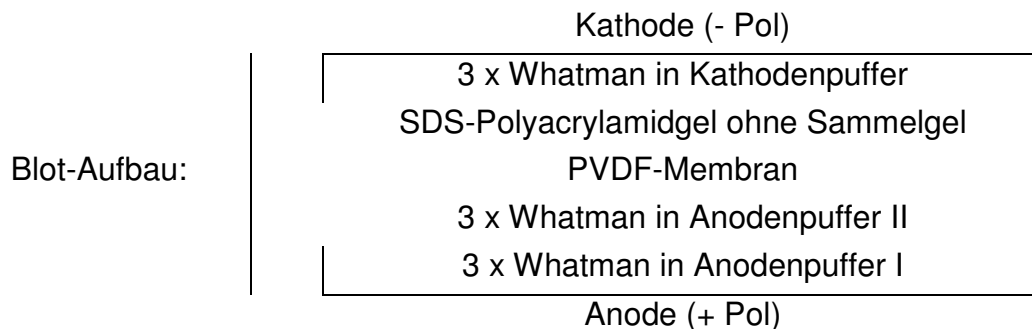 Kathode (- Pol)
3 x Whatman in Kathodenpuffer
SDS-Polyacrylamidgel ohne Sammelgel
Blot-Aufbau: PVDF-Membran
3 x Whatman in Anodenpuffer II
3 x Whatman in Anodenpuffer I
Anode (+ Pol)